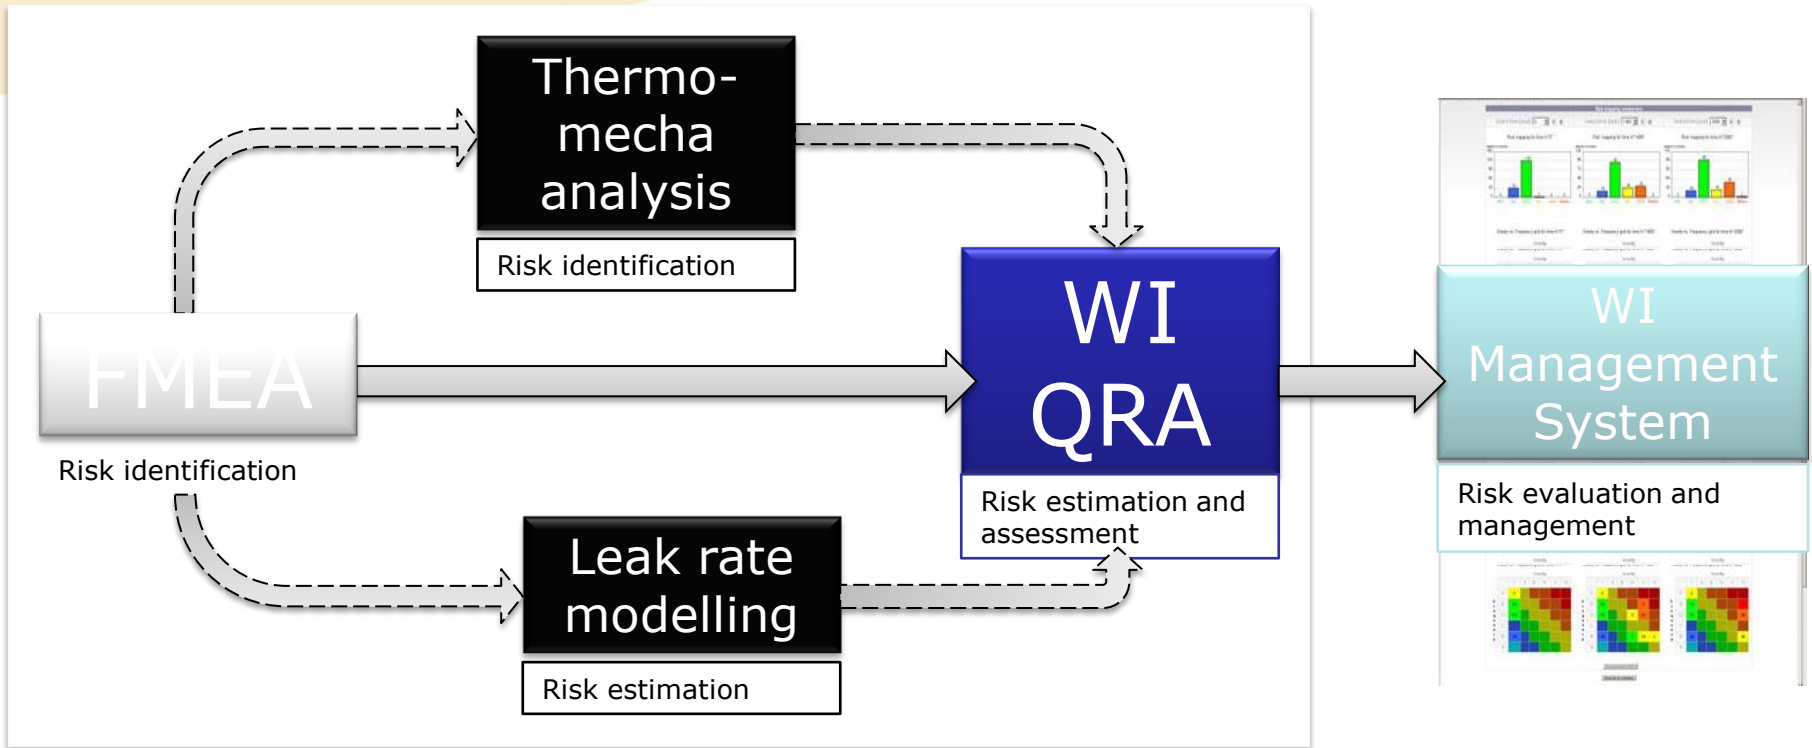 Thermo-
mecha
analysis
Risk identification
FMEA
Risk identification
Leak rate
modelling
Risk estimation
WI
QRA
Risk estimation and
assessment
WI
Management
System
Risk evaluation and
management